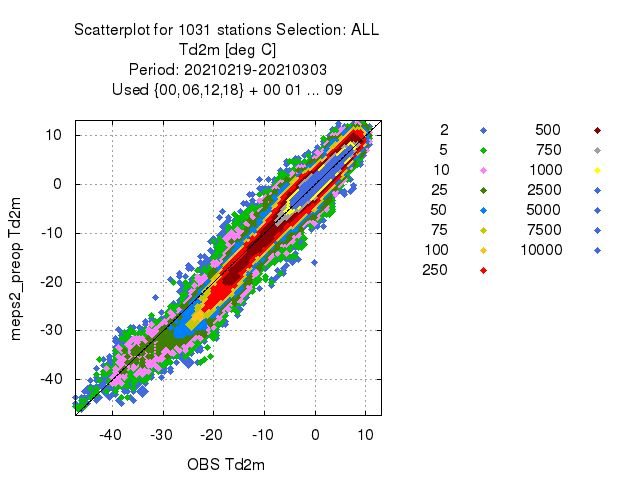 Scatterplot for 1031 stations Selection: ALL
Td2m [deg C]
Period: 20210219-20210303
Used {00,06,12,18} + 00 01 ... 09
meps2_preop Td2m
10
0
-10
-20
-30
-40
-40 -30 -20 -10 0 10
OBS Td2m
2 500
5 750
10 1000
25 2500
50 5000
75 7500
100 10000
250